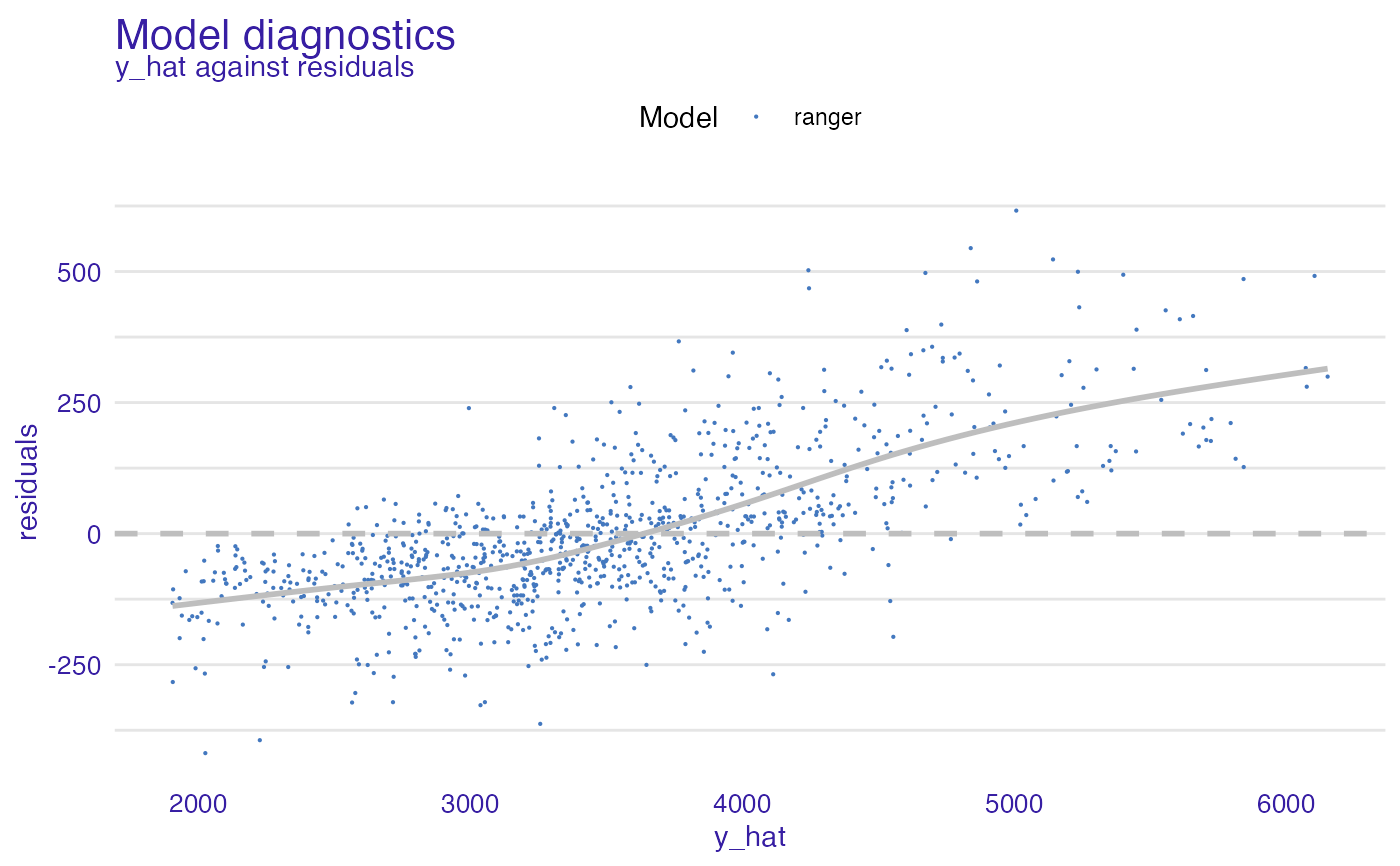 Model diagnostics
y_hat against residuals
Model ranger
residuals
500
250
0
-250
2000 3000 4000 5000 6000
y_hat